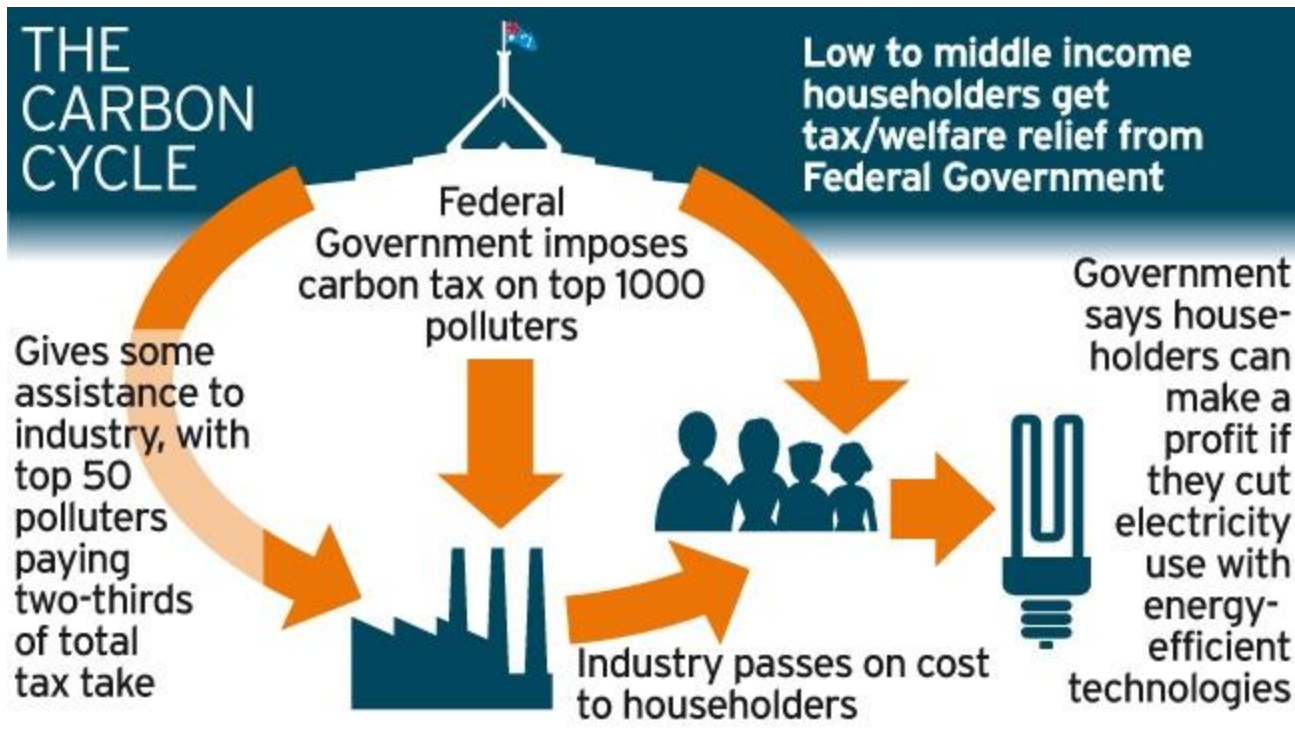 THE
CARBON
CYCLE
Low to middle income
householders get
tax/welfare relief from
Federal Government
Federal
Government imposes
carbon tax on top 1000
polluters
Gives some
assistance to
industry, with
top 50
polluters
paying
two-thirds
of total
tax take
Industry passes on cost
to householders
Government
says house-
holders can
make a
profit if
they cut
electricity
use with
energy-
efficient
technologies